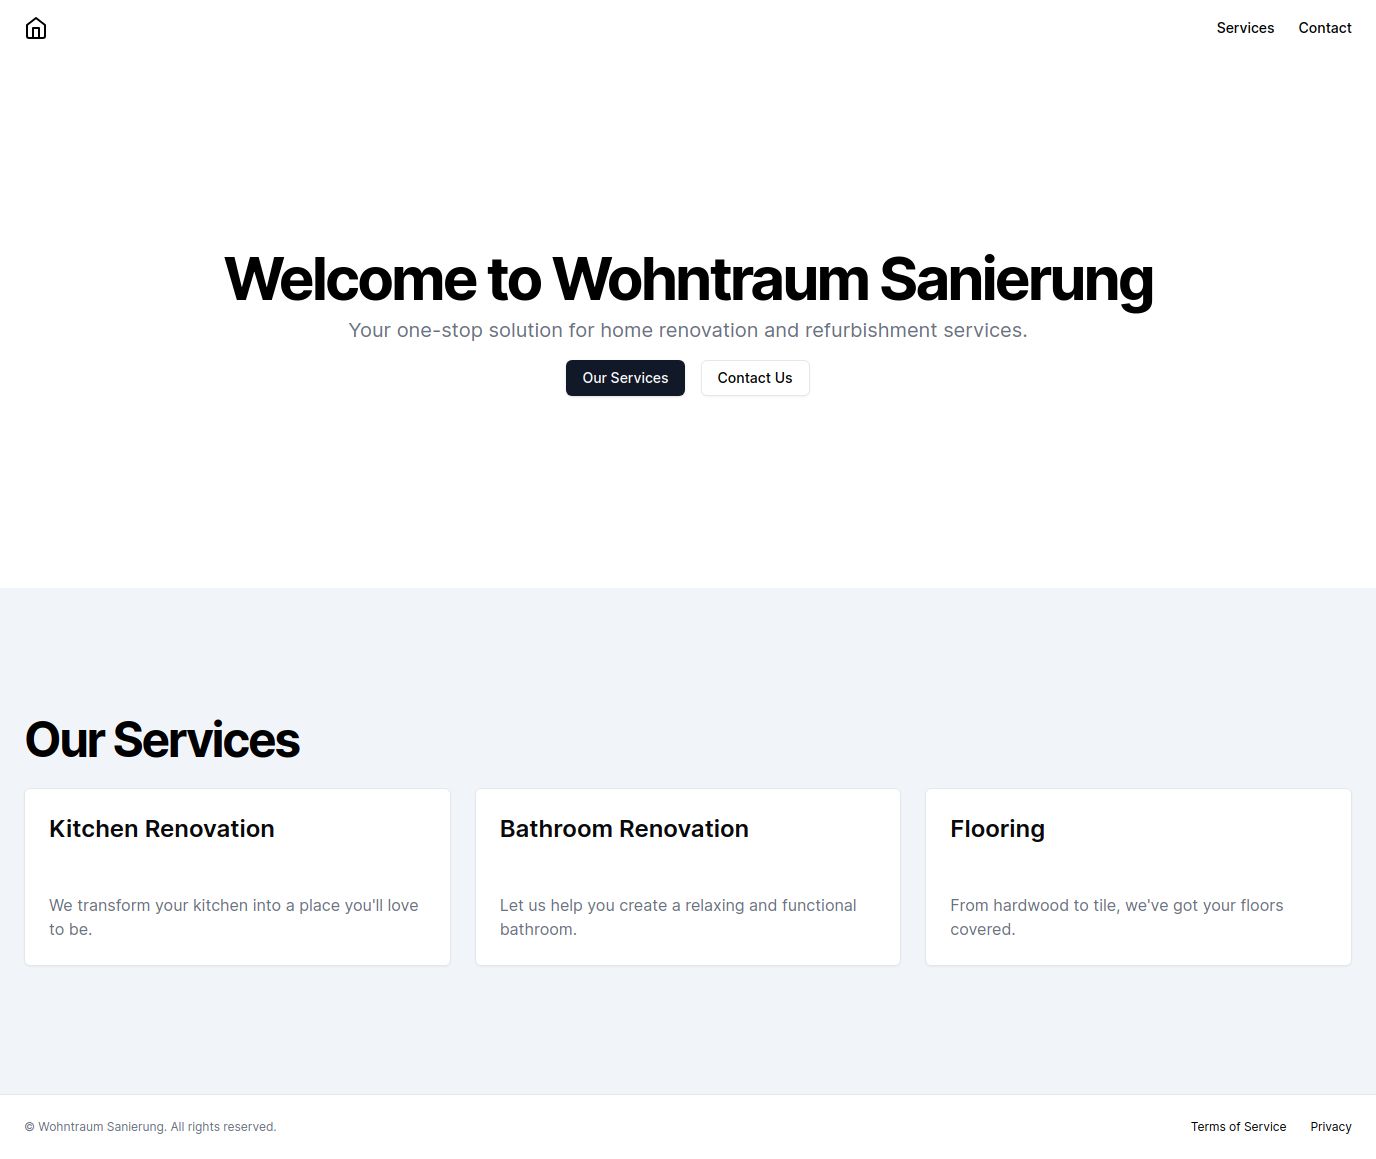 Services Contact
Welcome to Wohntraum Sanierung
Your one-stop solution for home renovation and refurbishment services.
Our Services Contact Us
Our Services
Kitchen Renovation
We transform your kitchen into a place you'll love
to be.
Bathroom Renovation
Let us help you create a relaxing and functional
bathroom.
Flooring
From hardwood to tile, we've got your floors
covered.
© Wohntraum Sanierung. All rights reserved.
Terms of Service Privacy